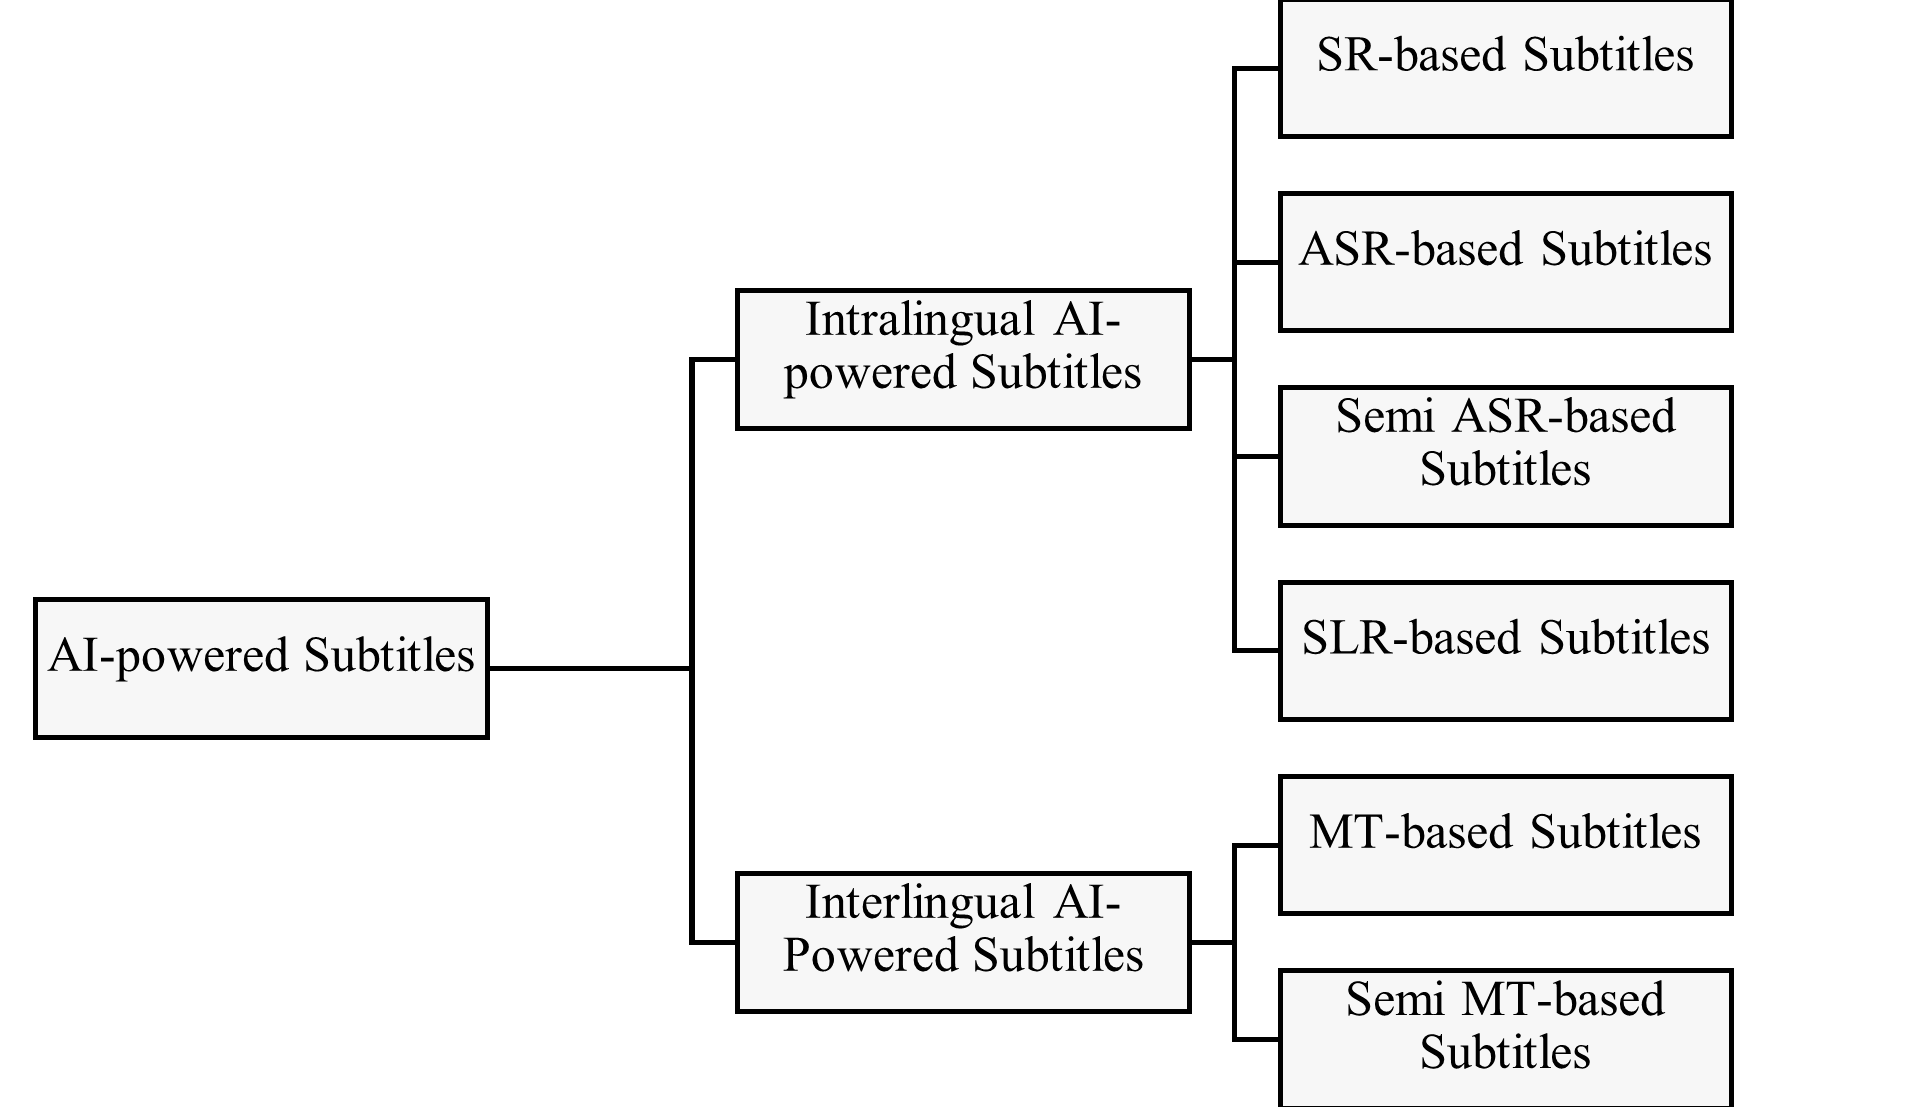 SR-based Subtitles
ASR-based Subtitles
Intralingual AI-
powered Subtitles
Semi ASR-based
Subtitles
SLR-based Subtitles
AI-powered Subtitles
MT-based Subtitles
Interlingual AI-
Powered Subtitles
Semi MT-based
Subtitles